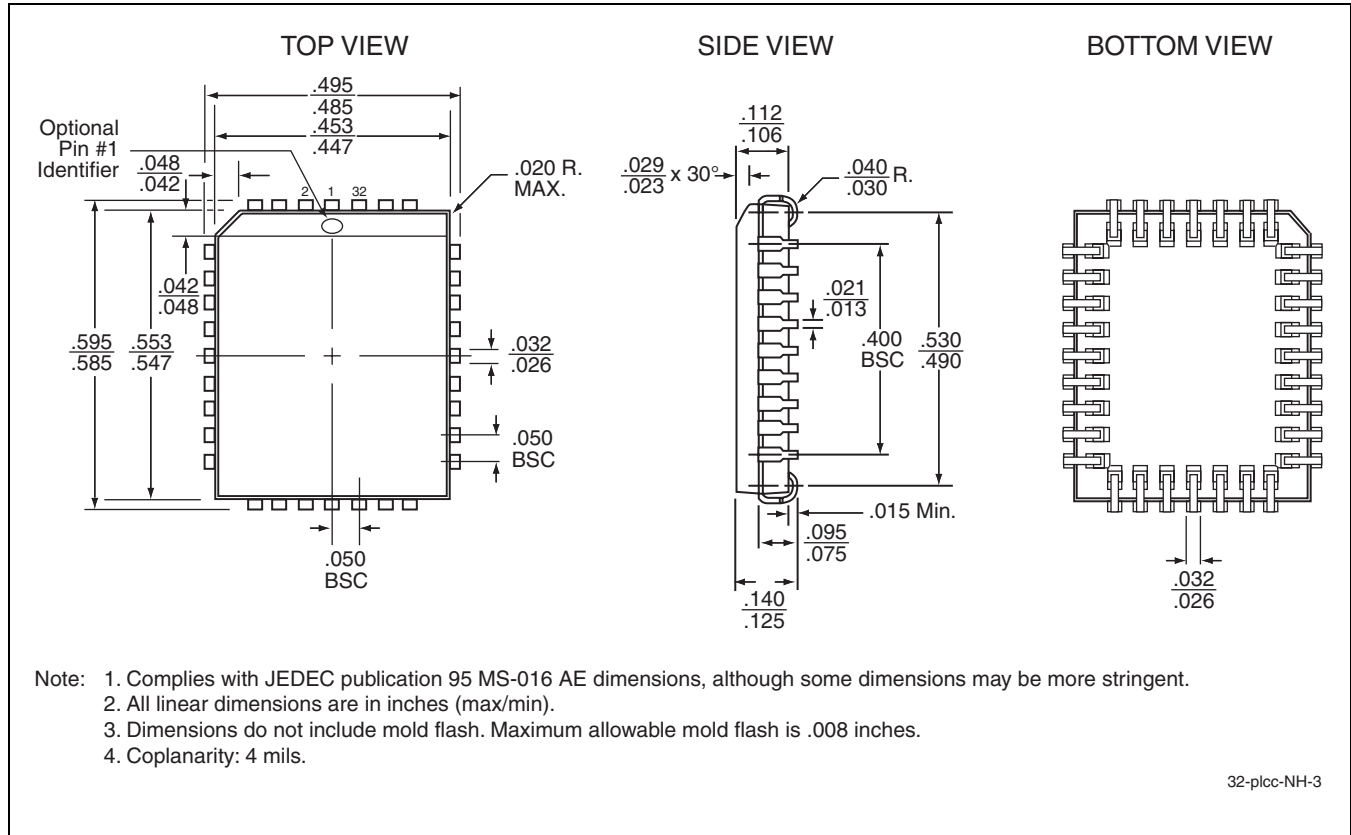 TOP VIEW
SIDE VIEW
BOTTOM VIEW
.495
.485
.453
.447
Optional
Pin #1
Identifier
.048
.042
.020 R.
MAX.
2 1 32
.042
.048
.595
.585
.553
.547
.032
.026
.050
BSC
.050
BSC
.112
.106
.029
.023
x 30°
.040
.030
R.
.021
.013
.400
BSC
.530
.490
.015 Min.
.095
.075
.140
.125
.032
.026
Note: 1. Complies with JEDEC publication 95 MS-016 AE dimensions, although some dimensions may be more stringent.
2. All linear dimensions are in inches (max/min).
3. Dimensions do not include mold flash. Maximum allowable mold flash is .008 inches.
4. Coplanarity: 4 mils.
32-plcc-NH-3